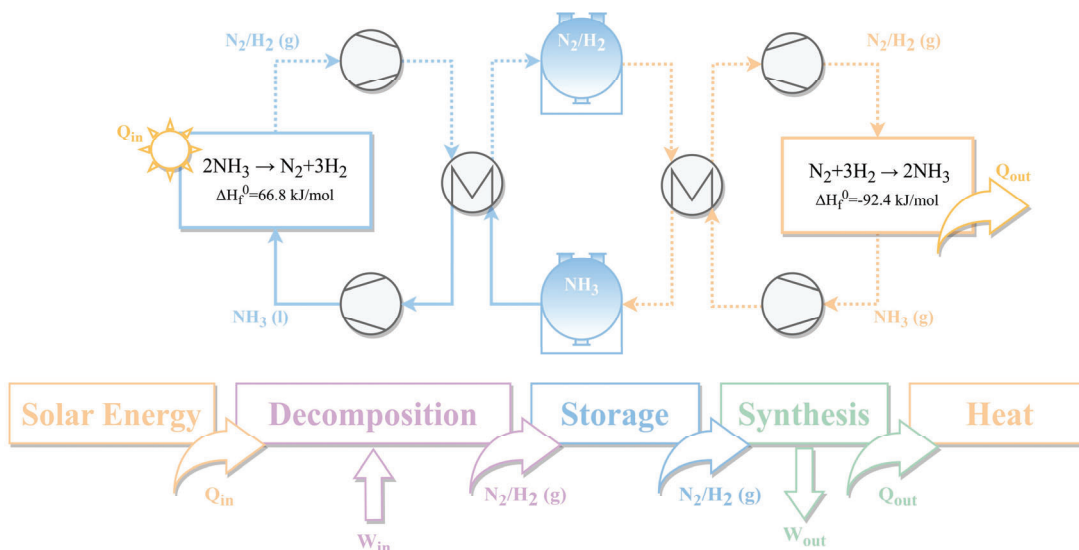 N₂/H₂ (g)
N₂/H₂
N₂/H₂ (g)
Qin
2NH₃ → N₂+3H₂
ΔHf⁰=66.8 kJ/mol
N₂+3H₂ → 2NH₃
ΔHf⁰=-92.4 kJ/mol
Qout
NH₃
NH₃ (l)
NH₃ (g)
Solar Energy
Decomposition
Storage
Synthesis
Heat
Qin
N₂/H₂ (g)
N₂/H₂ (g)
Qout
Win
Wout